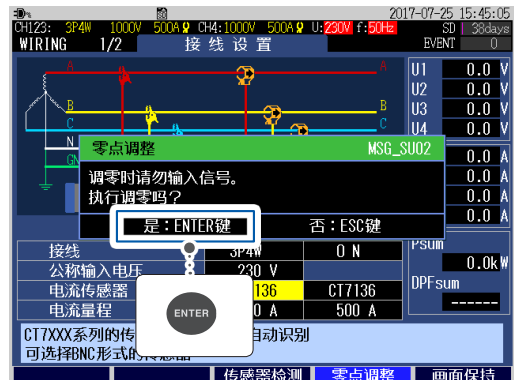 2017-07-25 15:45:05
CH123: 3P4W 1000V 500A CH4:1000V 500A U:230V f:50Hz SD 38days
WIRING 1/2 接线设置 EVENT 0
A A
B B
C C
N
U1 0.0 V
U2 0.0 V
U3 0.0 V
U4 0.0 V
零点调整 MSG_SU02
调零时请勿输入信号。
执行调零吗？
是：ENTER键 否：ESC键
0.0 A
0.0 A
0.0 A
0.0 A
接线 3P4W ON
公称输入电压 230 V
电流传感器 136 CT7136
电流量程 0 A 500 A
Psum
0.0kW
DPFsum
------
ENTER
CT7XXX系列的传 自动识别
可选择BNC形式的传感器
传感器检测 零点调整 画面保持